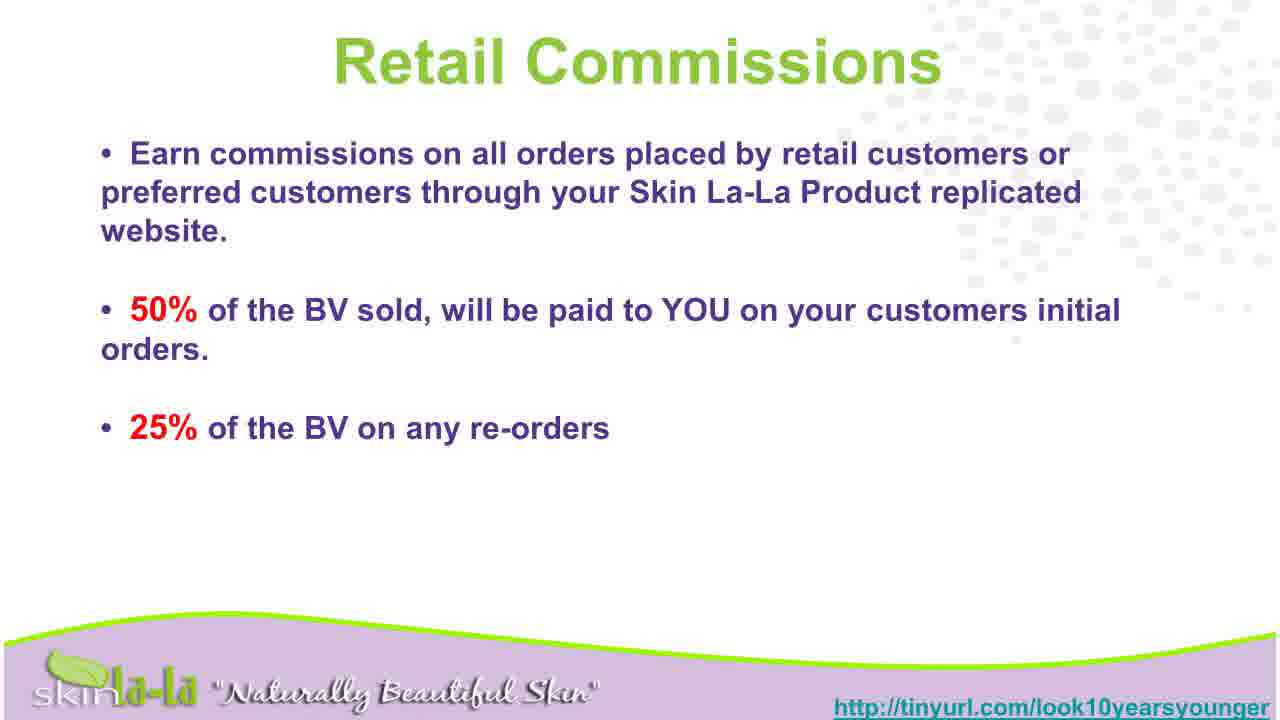 Retail Commissions
• Earn commissions on all orders placed by retail customers or
preferred customers through your Skin La-La Product replicated
website.
• 50% of the BV sold, will be paid to YOU on your customers initial
orders.
• 25% of the BV on any re-orders
skin la-la "Naturally Beautiful Skin"
http://tinyurl.com/look10yearsyounger